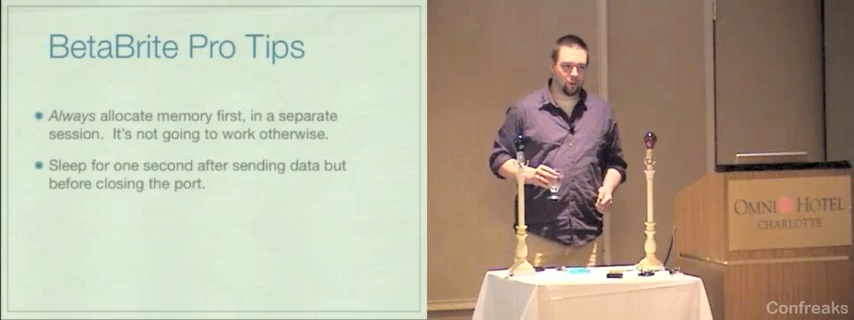 BetaBrite Pro Tips
Always allocate memory first, in a separate
session. It's not going to work otherwise.
Sleep for one second after sending data but
before closing the port.
OMNI HOTEL
CHARLOTTE
Confreaks